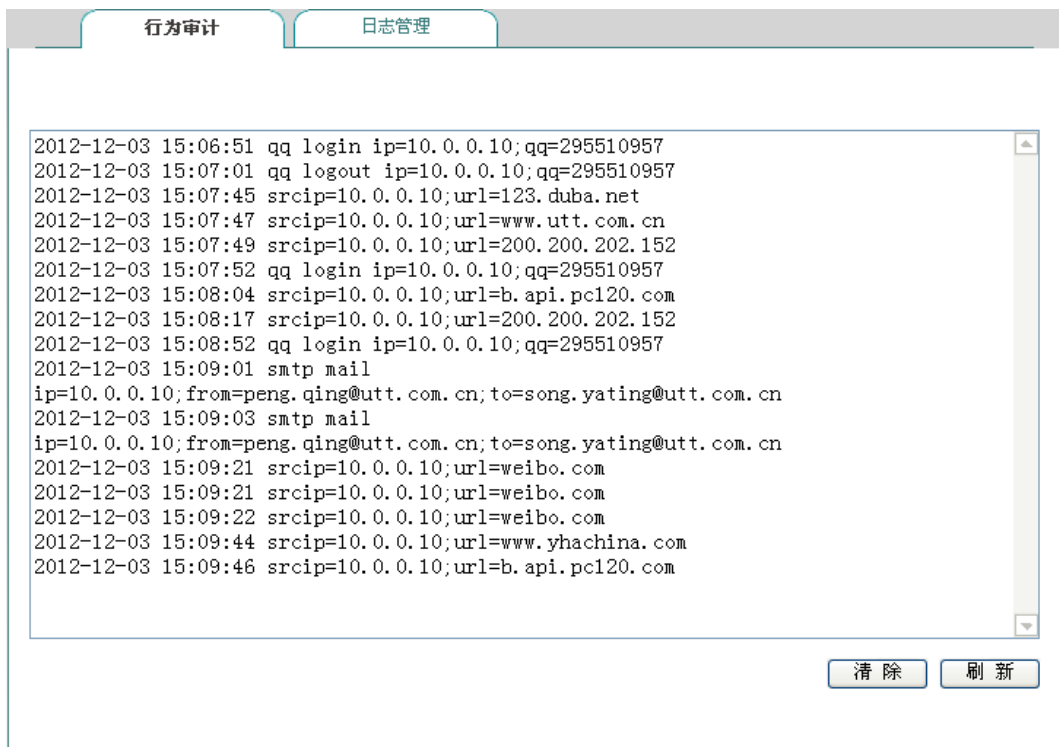 行为审计
日志管理
2012-12-03 15:06:51 qq login ip=10.0.0.10;qq=295510957
2012-12-03 15:07:01 qq logout ip=10.0.0.10;qq=295510957
2012-12-03 15:07:45 srcip=10.0.0.10;url=123.duba.net
2012-12-03 15:07:47 srcip=10.0.0.10;url=www.utt.com.cn
2012-12-03 15:07:49 srcip=10.0.0.10;url=200.200.202.152
2012-12-03 15:07:52 qq login ip=10.0.0.10;qq=295510957
2012-12-03 15:08:04 srcip=10.0.0.10;url=b.api.pc120.com
2012-12-03 15:08:17 srcip=10.0.0.10;url=200.200.202.152
2012-12-03 15:08:52 qq login ip=10.0.0.10;qq=295510957
2012-12-03 15:09:01 smtp mail
ip=10.0.0.10;from=peng.qing@utt.com.cn;to=song.yating@utt.com.cn
2012-12-03 15:09:03 smtp mail
ip=10.0.0.10;from=peng.qing@utt.com.cn;to=song.yating@utt.com.cn
2012-12-03 15:09:21 srcip=10.0.0.10;url=weibo.com
2012-12-03 15:09:21 srcip=10.0.0.10;url=weibo.com
2012-12-03 15:09:22 srcip=10.0.0.10;url=weibo.com
2012-12-03 15:09:44 srcip=10.0.0.10;url=www.yhachina.com
2012-12-03 15:09:46 srcip=10.0.0.10;url=b.api.pc120.com
清 除
刷 新